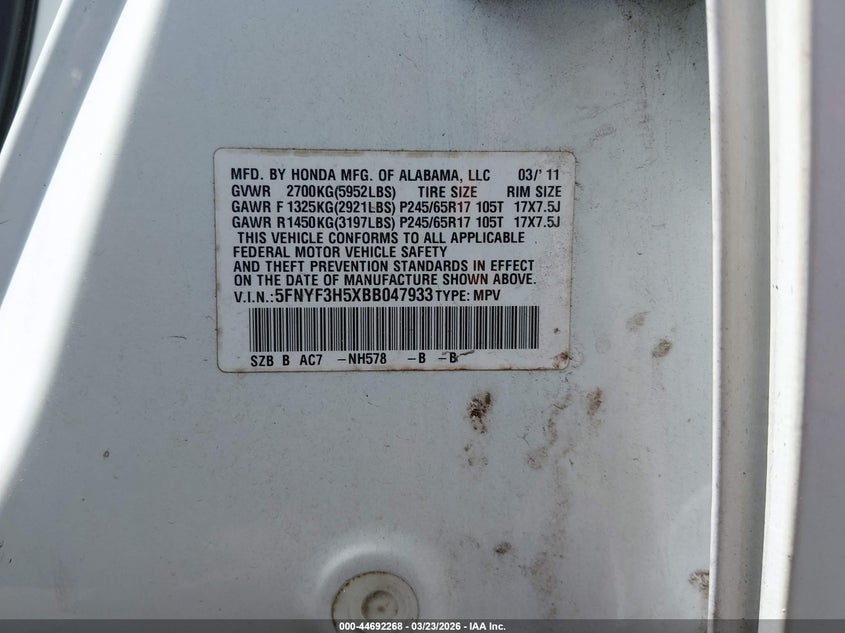 MFD. BY HONDA MFG. OF ALABAMA, LLC 03/' 11
GVWR 2700KG(5952LBS) TIRE SIZE RIM SIZE
GAWR F 1325KG(2921LBS) P245/65R17 105T 17X7.5J
GAWR R1450KG(3197LBS) P245/65R17 105T 17X7.5J
THIS VEHICLE CONFORMS TO ALL APPLICABLE
FEDERAL MOTOR VEHICLE SAFETY
AND THEFT PREVENTION STANDARDS IN EFFECT
ON THE DATE OF MANUFACTURE SHOWN ABOVE.
V.I.N.: 5FNYF3H5XBB047933 TYPE: MPV
SZB B AC7 -NH578 -B -B
000-44692268 - 03/23/2026 - IAA Inc.